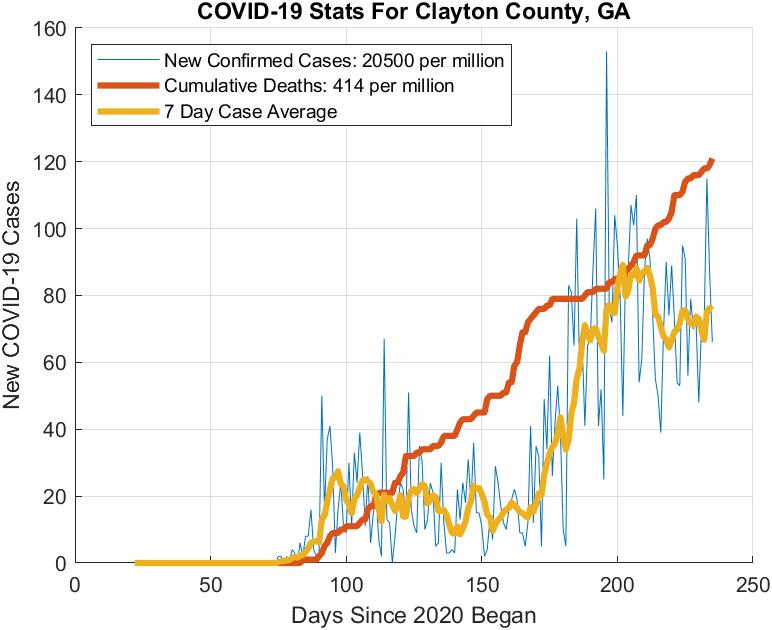 COVID-19 Stats For Clayton County, GA
New Confirmed Cases: 20500 per million
Cumulative Deaths: 414 per million
7 Day Case Average
New COVID-19 Cases
160
140
120
100
80
60
40
20
0
0 50 100 150 200 250
Days Since 2020 Began